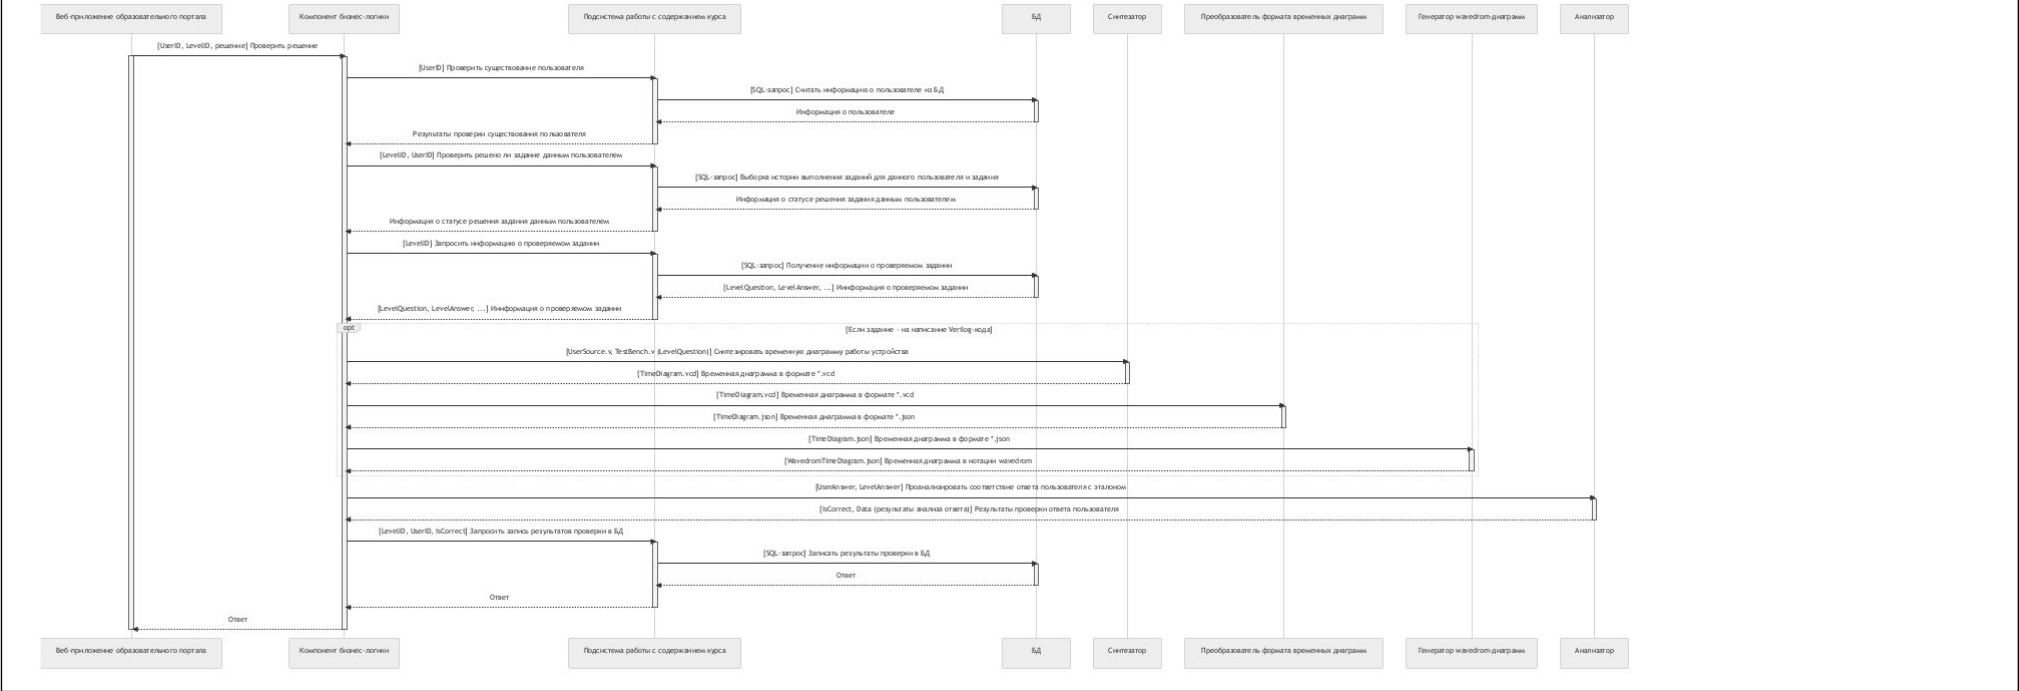 Веб-приложение образовательного портала
Компонент бизнес-логики
Подсистема работы с содержанием курса
БД
Синтезатор
Преобразователь формата временных диаграмм
Генератор wavedrom-диаграмм
Анализатор
[UserID, LevelID, решение] Проверить решение
[UserID] Проверить существование пользователя
[SQL-запрос] Считать информацию о пользователе из БД
Информация о пользователе
Результаты проверки существования пользователя
[LevelID, UserID] Проверить решено ли задание данным пользователем
[SQL-запрос] Выборка истории выполнения заданий для данного пользователя и задания
Информация о статусе решения задания данным пользователем
Информация о статусе решения задания данным пользователем
[LevelID] Запросить информацию о проверяемом задании
[SQL-запрос] Получение информации о проверяемом задании
[LevelQuestion, LevelAnswer, ...] Иинформация о проверяемом задании
[LevelQuestion, LevelAnswer, ...] Иинформация о проверяемом задании
opt
[Если задание - на написание Verilog-кода]
[UserSource.v, TestBench.v (LevelQuestion)] Синтезировать временную диаграмму работы устройства
[TimeDiagram.vcd] Временная диаграмма в формате *.vcd
[TimeDiagram.vcd] Временная диаграмма в формате *.vcd
[TimeDiagram.json] Временная диаграмма в формате *.json
[TimeDiagram.json] Временная диаграмма в формате *.json
[WavedromTimeDiagram.json] Временная диаграмма в нотации wavedrom
[UserAnswer, LevelAnswer] Проанализировать соответствие ответа пользователя с эталоном
[IsCorrect, Data (результаты анализа ответа)] Результаты проверки ответа пользователя
[LevelID, UserID, IsCorrect] Запросить запись результатов проверки в БД
[SQL-запрос] Записать результаты проверки в БД
Ответ
Ответ
Ответ
Веб-приложение образовательного портала
Компонент бизнес-логики
Подсистема работы с содержанием курса
БД
Синтезатор
Преобразователь формата временных диаграмм
Генератор wavedrom-диаграмм
Анализатор